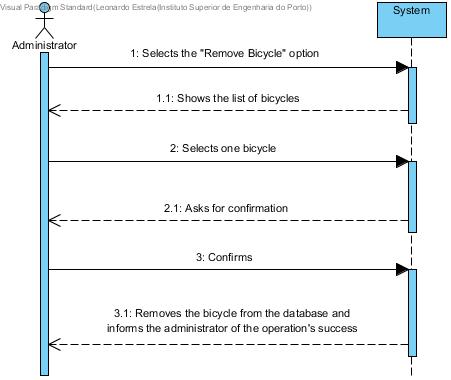 Visual Paradigm Standard(Leonardo Estrela(Instituto Superior de Engenharia do Porto))
System
Administrator
1: Selects the "Remove Bicycle" option
1.1: Shows the list of bicycles
2: Selects one bicycle
2.1: Asks for confirmation
3: Confirms
3.1: Removes the bicycle from the database and
informs the administrator of the operation's success